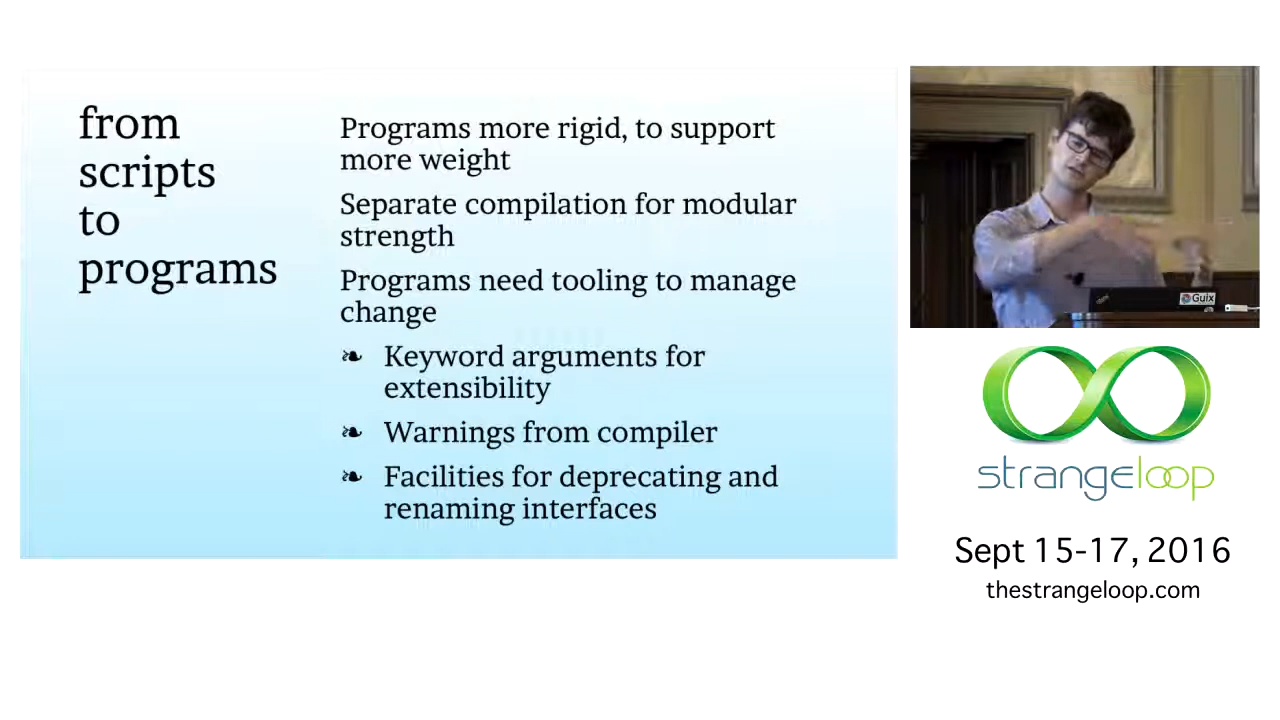 from
scripts
to
programs
Programs more rigid, to support
more weight
Separate compilation for modular
strength
Programs need tooling to manage
change
❧ Keyword arguments for
extensibility
❧ Warnings from compiler
❧ Facilities for deprecating and
renaming interfaces
Guix
strangeloop
Sept 15-17, 2016
thestrangeloop.com